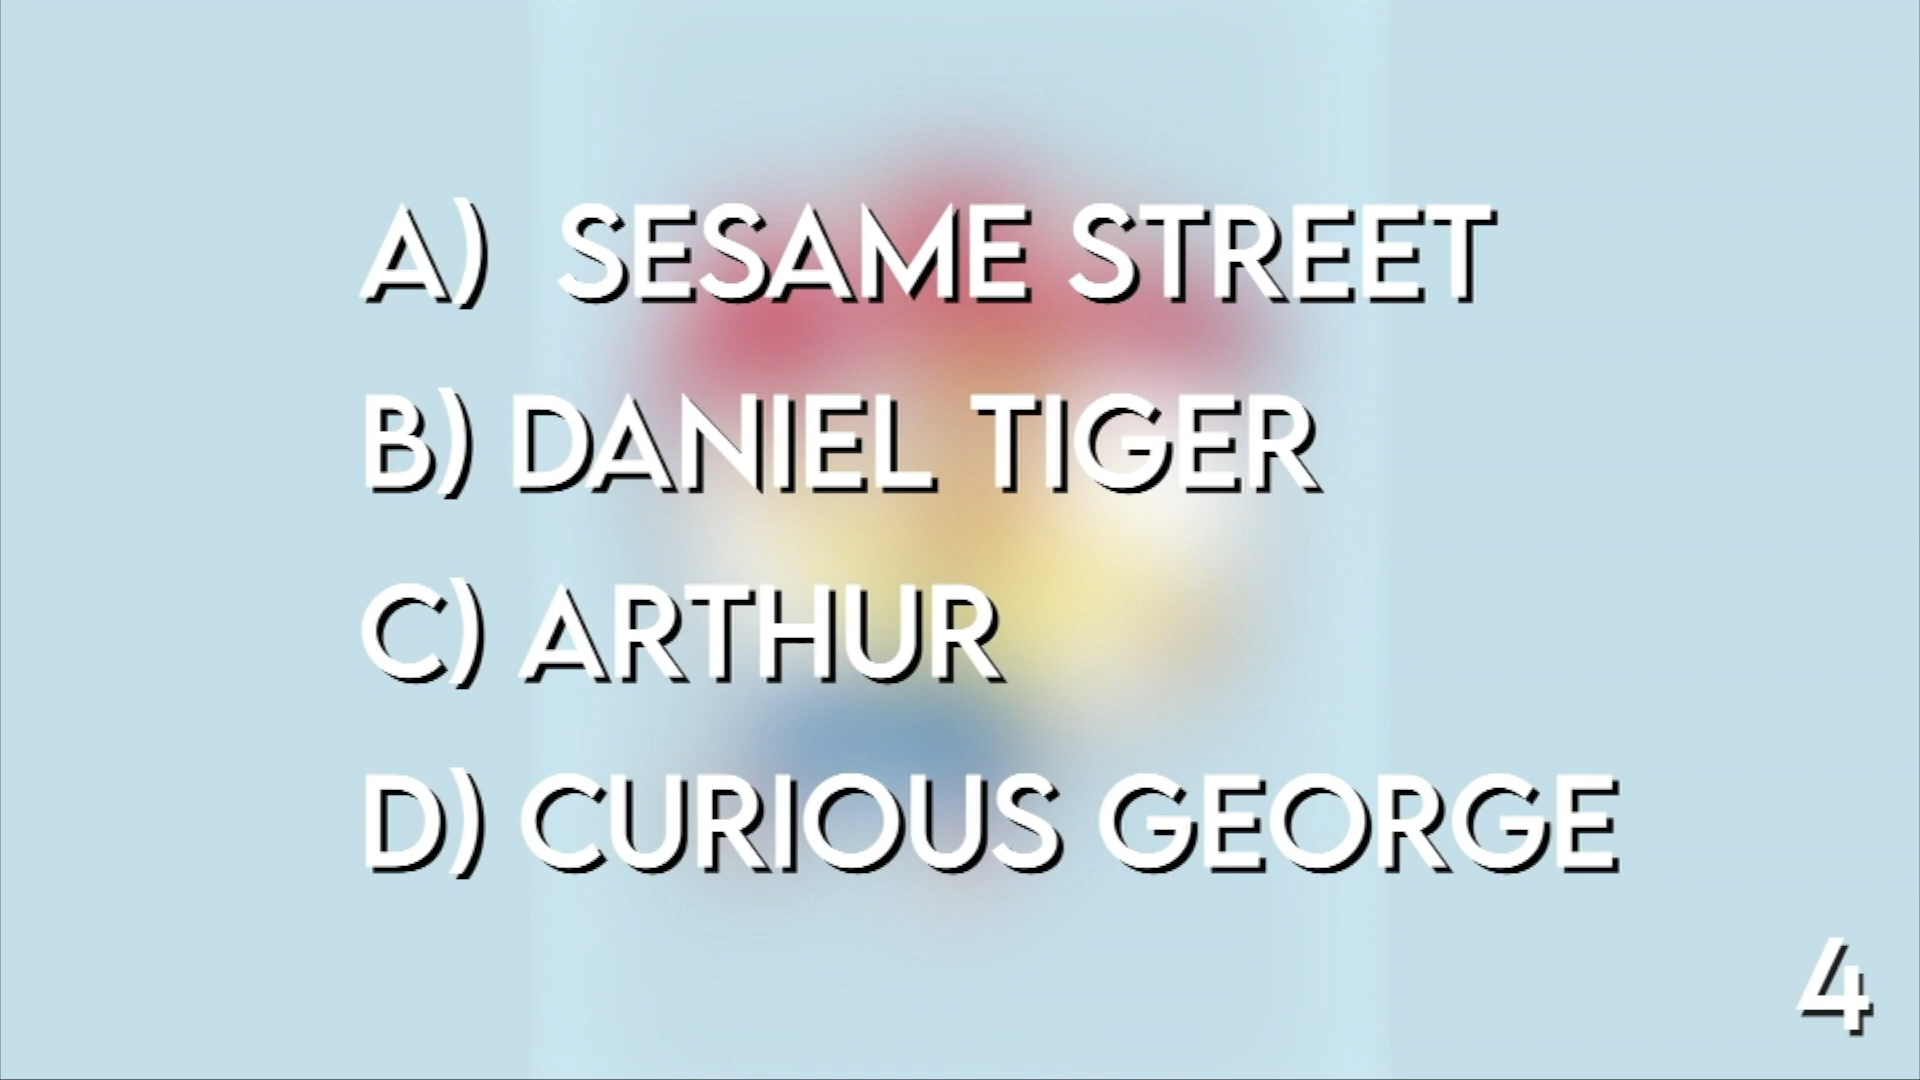 A) SESAME STREET
B) DANIEL TIGER
C) ARTHUR
D) CURIOUS GEORGE
4